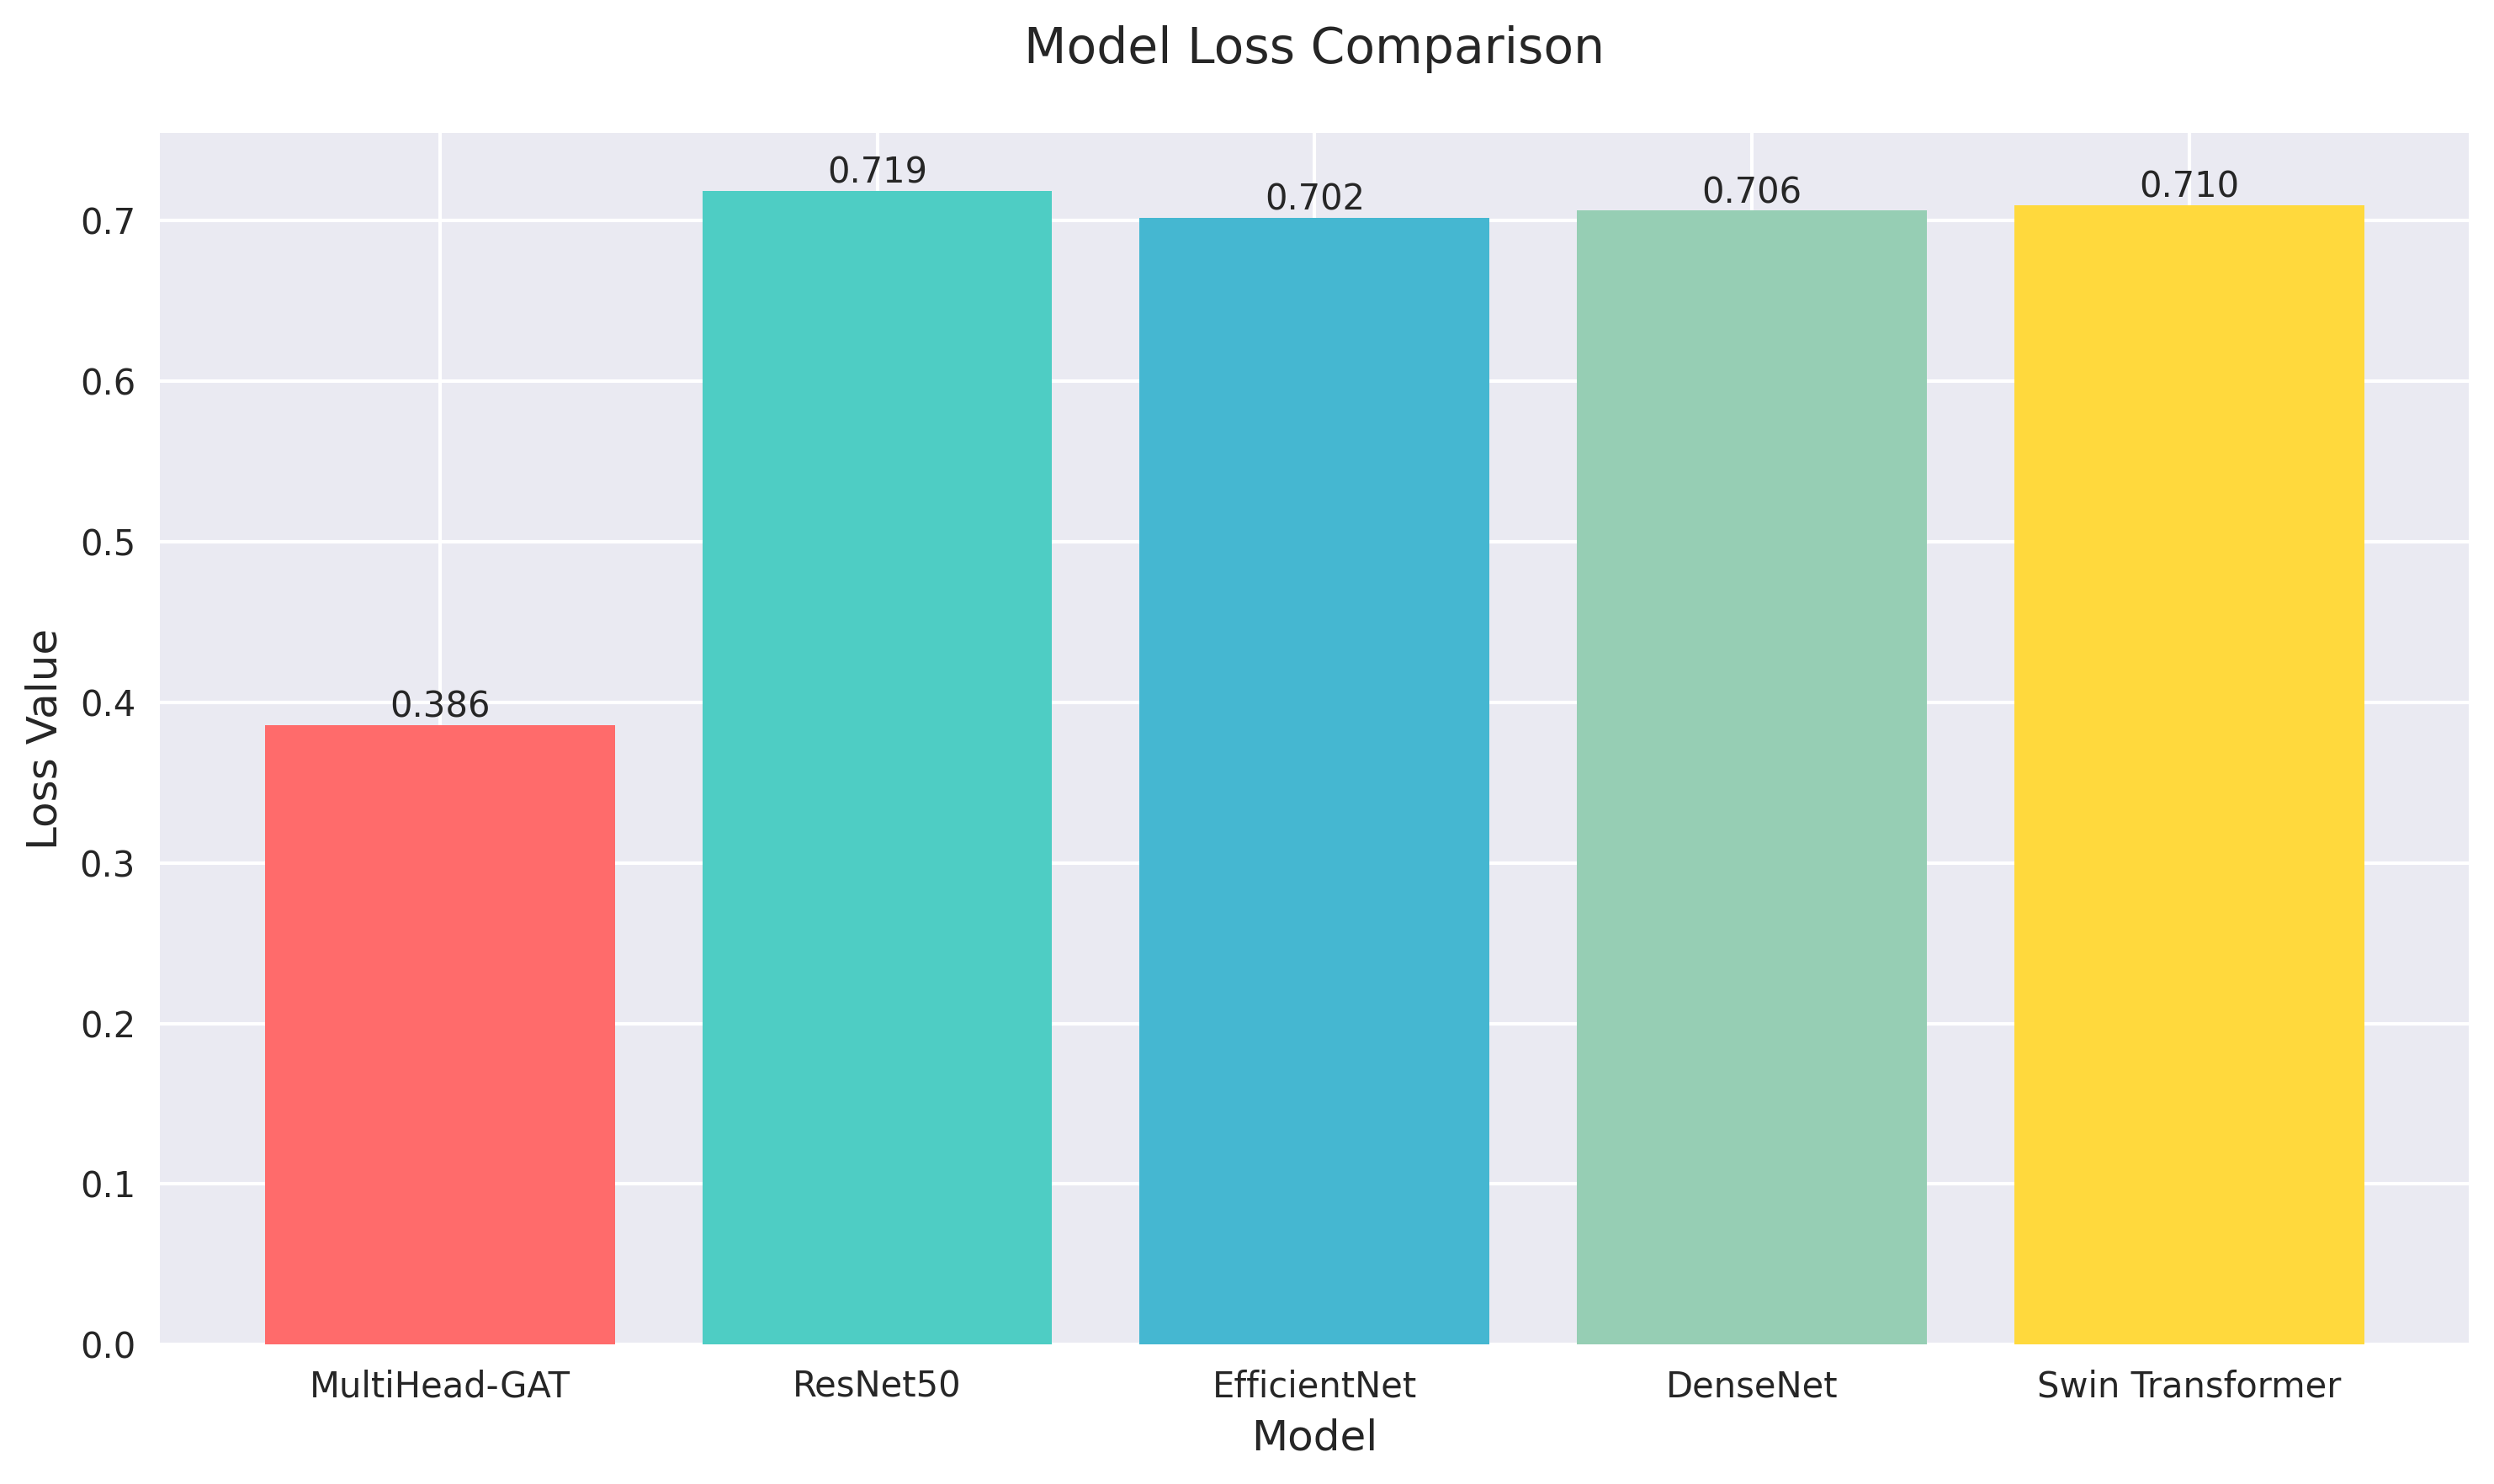 Model Loss Comparison
0.719
0.702
0.706
0.710
0.386
0.7
0.6
0.5
0.4
0.3
0.2
0.1
0.0
Loss Value
MultiHead-GAT
ResNet50
EfficientNet
DenseNet
Swin Transformer
Model